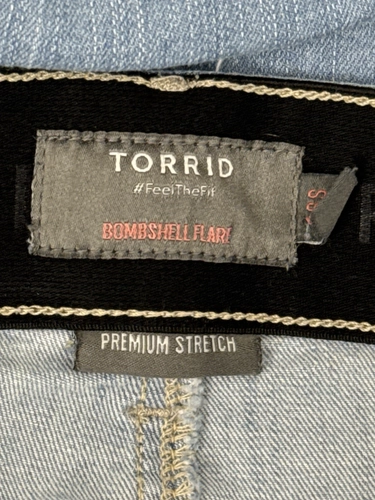 TORRID
#FeelTheFit
BOMBSHELL FLARE
PREMIUM STRETCH